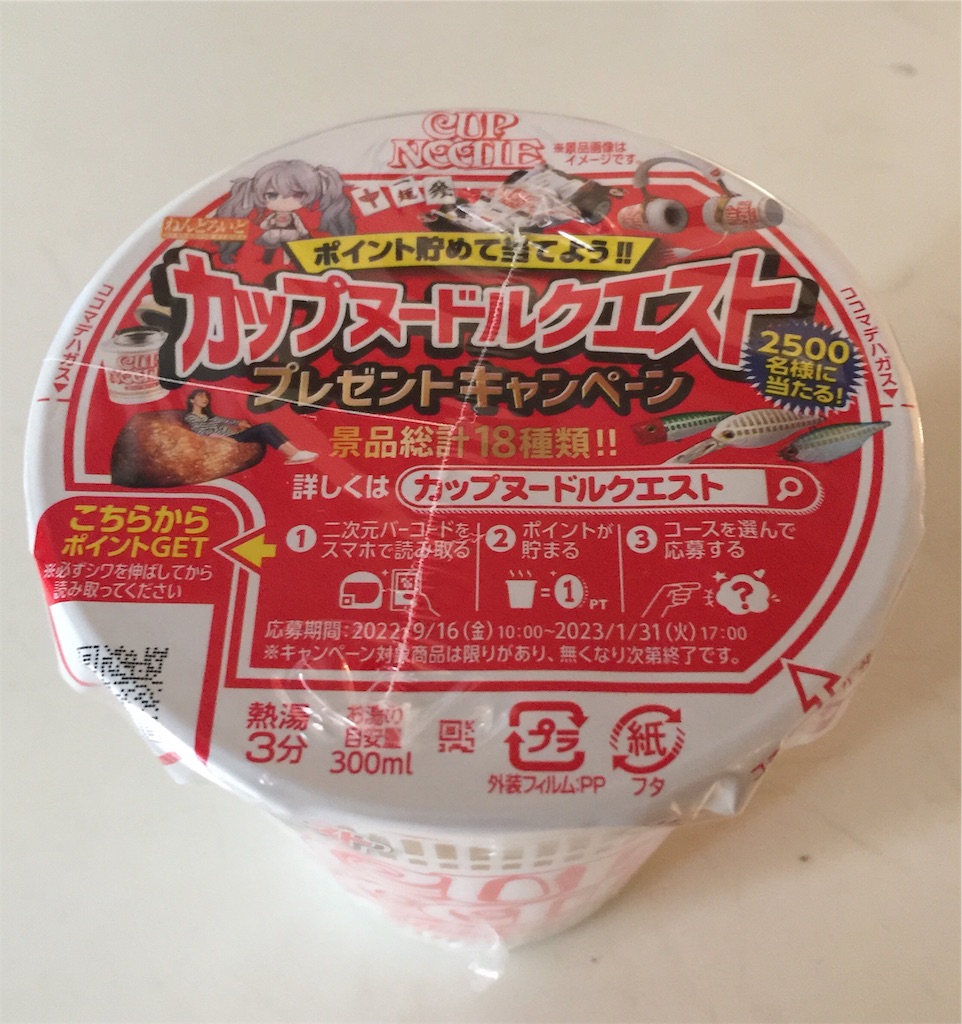 CUP
NOODLE
※景品画像は
イメージです
ねんどろいど
中
發
ポイント貯めて当てよう!!
カップヌードルクエスト
プレゼントキャンペーン
2500
名様に
当たる!
景品総計18種類!!
詳しくは カップヌードルクエスト
ココマデハガス▼
ココマデハガス▼
こちらから
ポイントGET
※必ずシワを伸ばしてから
読み取ってください
1 二次元バーコードを
スマホで読み取る
2 ポイントが
貯まる
=1PT
3 コースを選んで
応募する
?
応募期間:2022.9/16(金)10:00~2023/1/31(火)17:00
※キャンペーン対象商品は限りがあり、無くなり次第終了です。
熱湯
3分
お湯の
目安量
300ml
プラ
外装フィルム:PP
紙
フタ